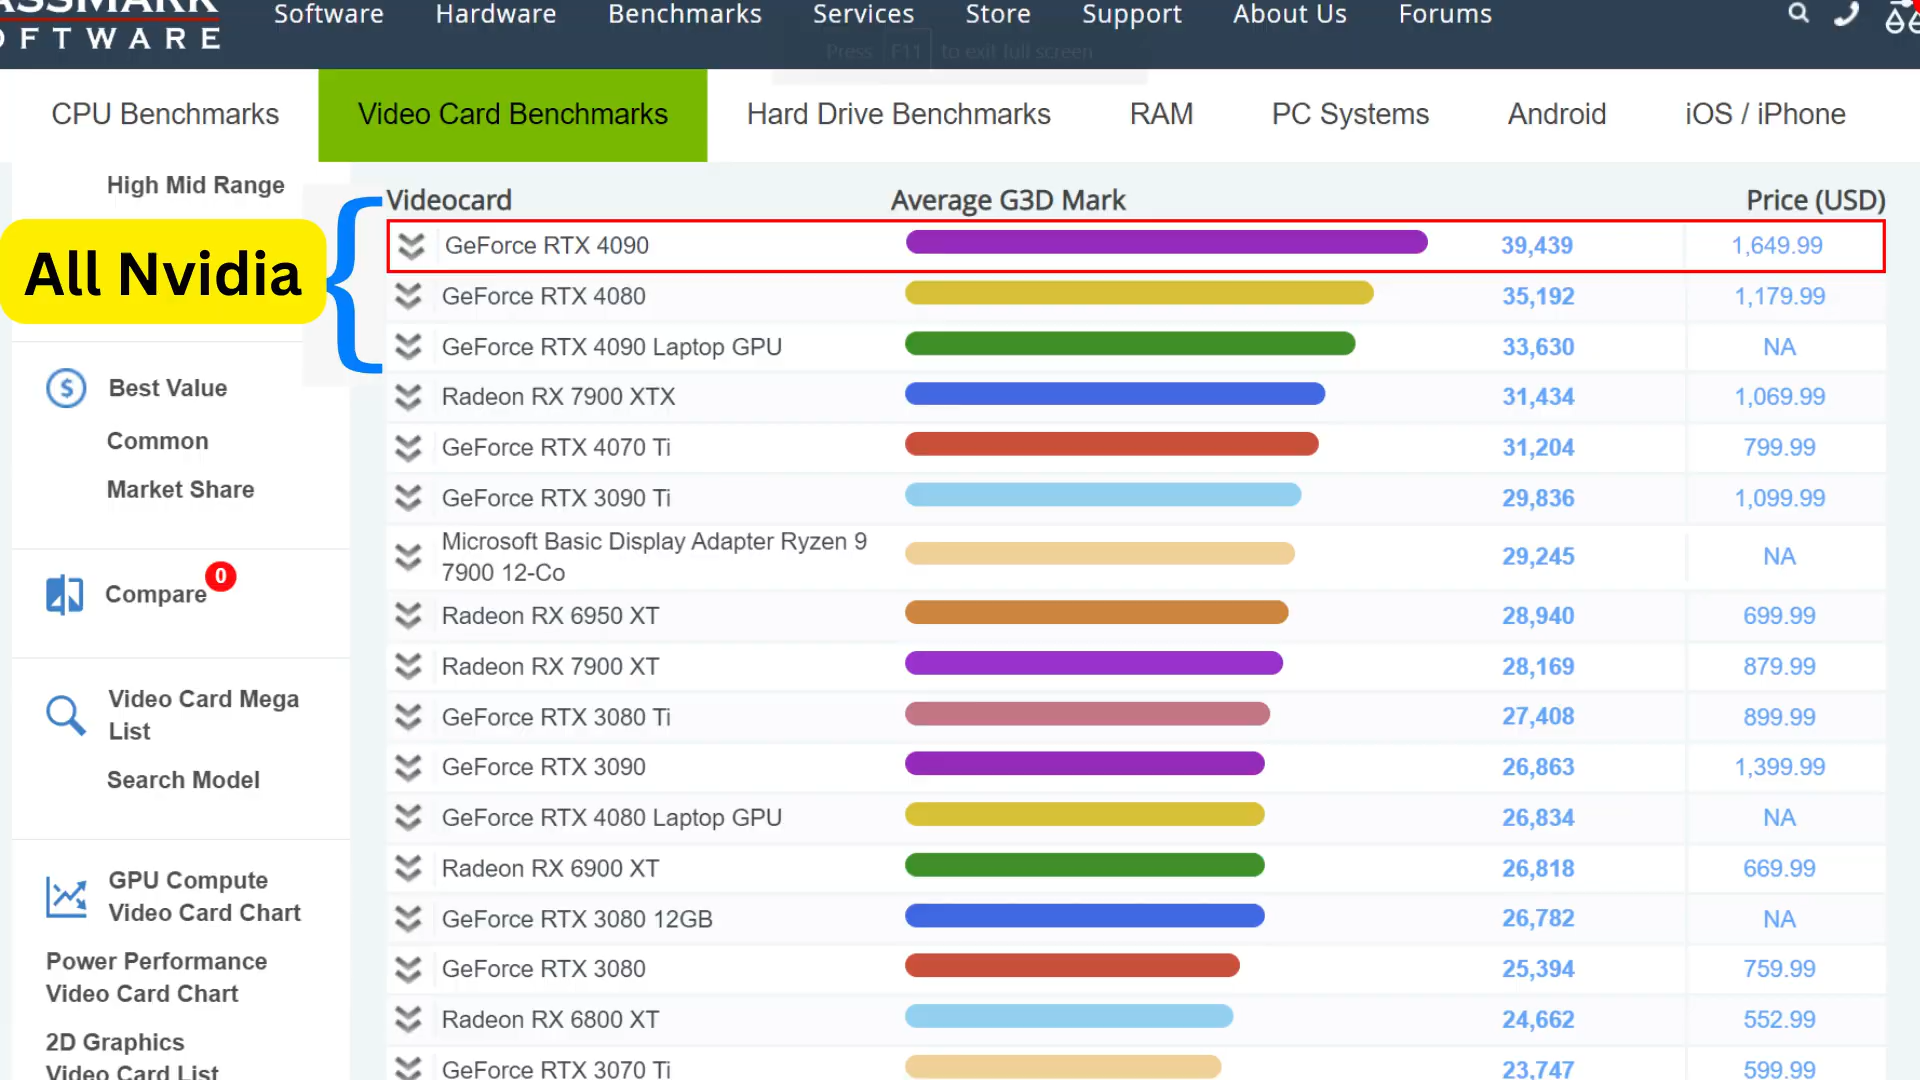 Software Hardware Benchmarks Services Store Support About Us Forums
SOFTWARE
Press F11 to exit full screen
CPU Benchmarks Video Card Benchmarks Hard Drive Benchmarks RAM PC Systems Android iOS / iPhone
High Mid Range
All Nvidia
Best Value
Common
Market Share
Compare 0
Video Card Mega
List
Search Model
GPU Compute
Video Card Chart
Power Performance
Video Card Chart
2D Graphics
Video Card List
Videocard Average G3D Mark Price (USD)
GeForce RTX 4090 39,439 1,649.99
GeForce RTX 4080 35,192 1,179.99
GeForce RTX 4090 Laptop GPU 33,630 NA
Radeon RX 7900 XTX 31,434 1,069.99
GeForce RTX 4070 Ti 31,204 799.99
GeForce RTX 3090 Ti 29,836 1,099.99
Microsoft Basic Display Adapter Ryzen 9
7900 12-Co 29,245 NA
Radeon RX 6950 XT 28,940 699.99
Radeon RX 7900 XT 28,169 879.99
GeForce RTX 3080 Ti 27,408 899.99
GeForce RTX 3090 26,863 1,399.99
GeForce RTX 4080 Laptop GPU 26,834 NA
Radeon RX 6900 XT 26,818 669.99
GeForce RTX 3080 12GB 26,782 NA
GeForce RTX 3080 25,394 759.99
Radeon RX 6800 XT 24,662 552.99
GeForce RTX 3070 Ti 23,747 599.99